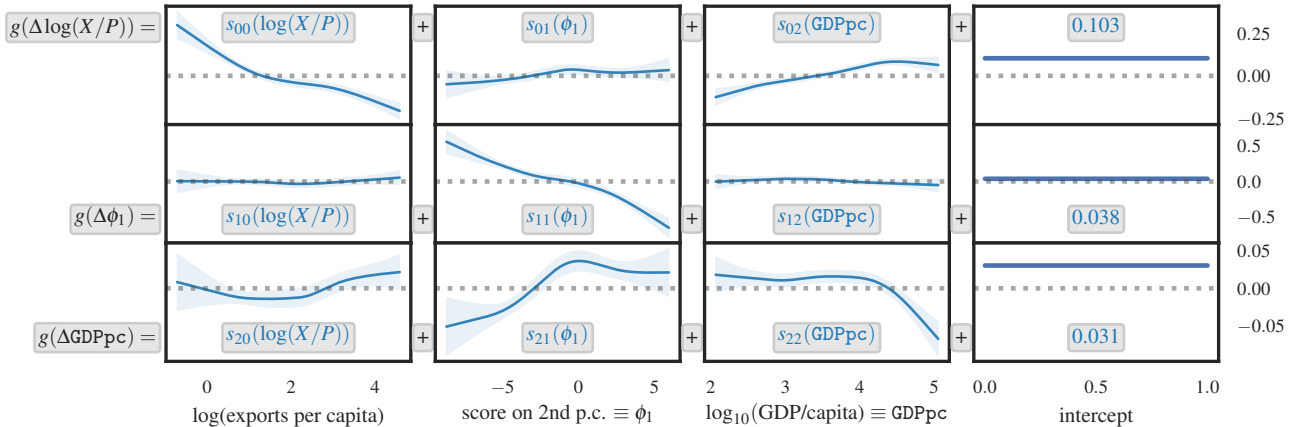 g(Δlog(X/P)) = s₀₀(log(X/P)) + s₀₁(ϕ₁) + s₀₂(GDPpc) + 0.103
0.25
0.00
−0.25
0.5
0.0
−0.5
g(Δϕ₁) = s₁₀(log(X/P)) + s₁₁(ϕ₁) + s₁₂(GDPpc) + 0.038
0.05
0.00
−0.05
g(ΔGDPpc) = s₂₀(log(X/P)) + s₂₁(ϕ₁) + s₂₂(GDPpc) + 0.031
0 2 4 −5 0 5 2 3 4 5 0.0 0.5 1.0
log(exports per capita) score on 2nd p.c. ≡ ϕ₁ log₁₀(GDP/capita) ≡ GDPpc intercept